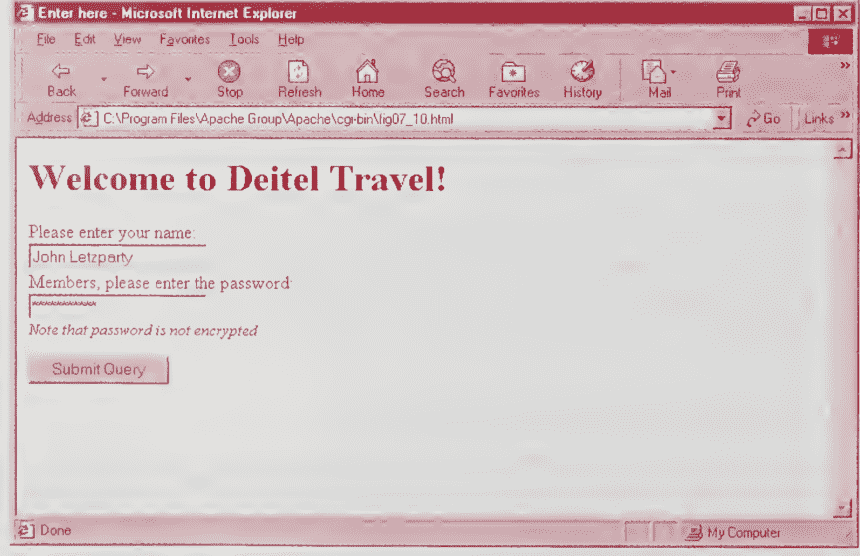 Enter here - Microsoft Internet Explorer
File Edit View Favorites Tools Help
Back Forward Stop Refresh Home Search Favorites History Mail Print »
Address C:\Program Files\Apache Group\Apache\cgi-bin\fig07_10.html Go Links »
Welcome to Deitel Travel!
Please enter your name:
John Letzparty
Members, please enter the password:
***********
Note that password is not encrypted
Submit Query
Done My Computer